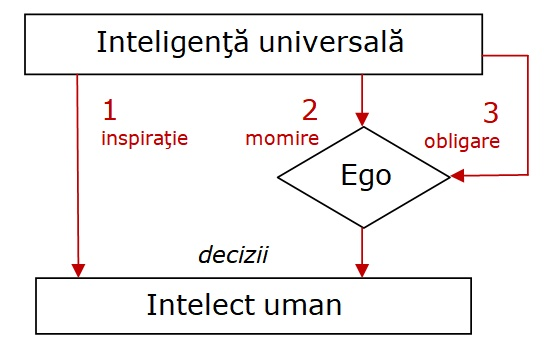 Inteligenţă universală
1
inspiraţie
2
momire
3
obligare
Ego
decizii
Intelect uman